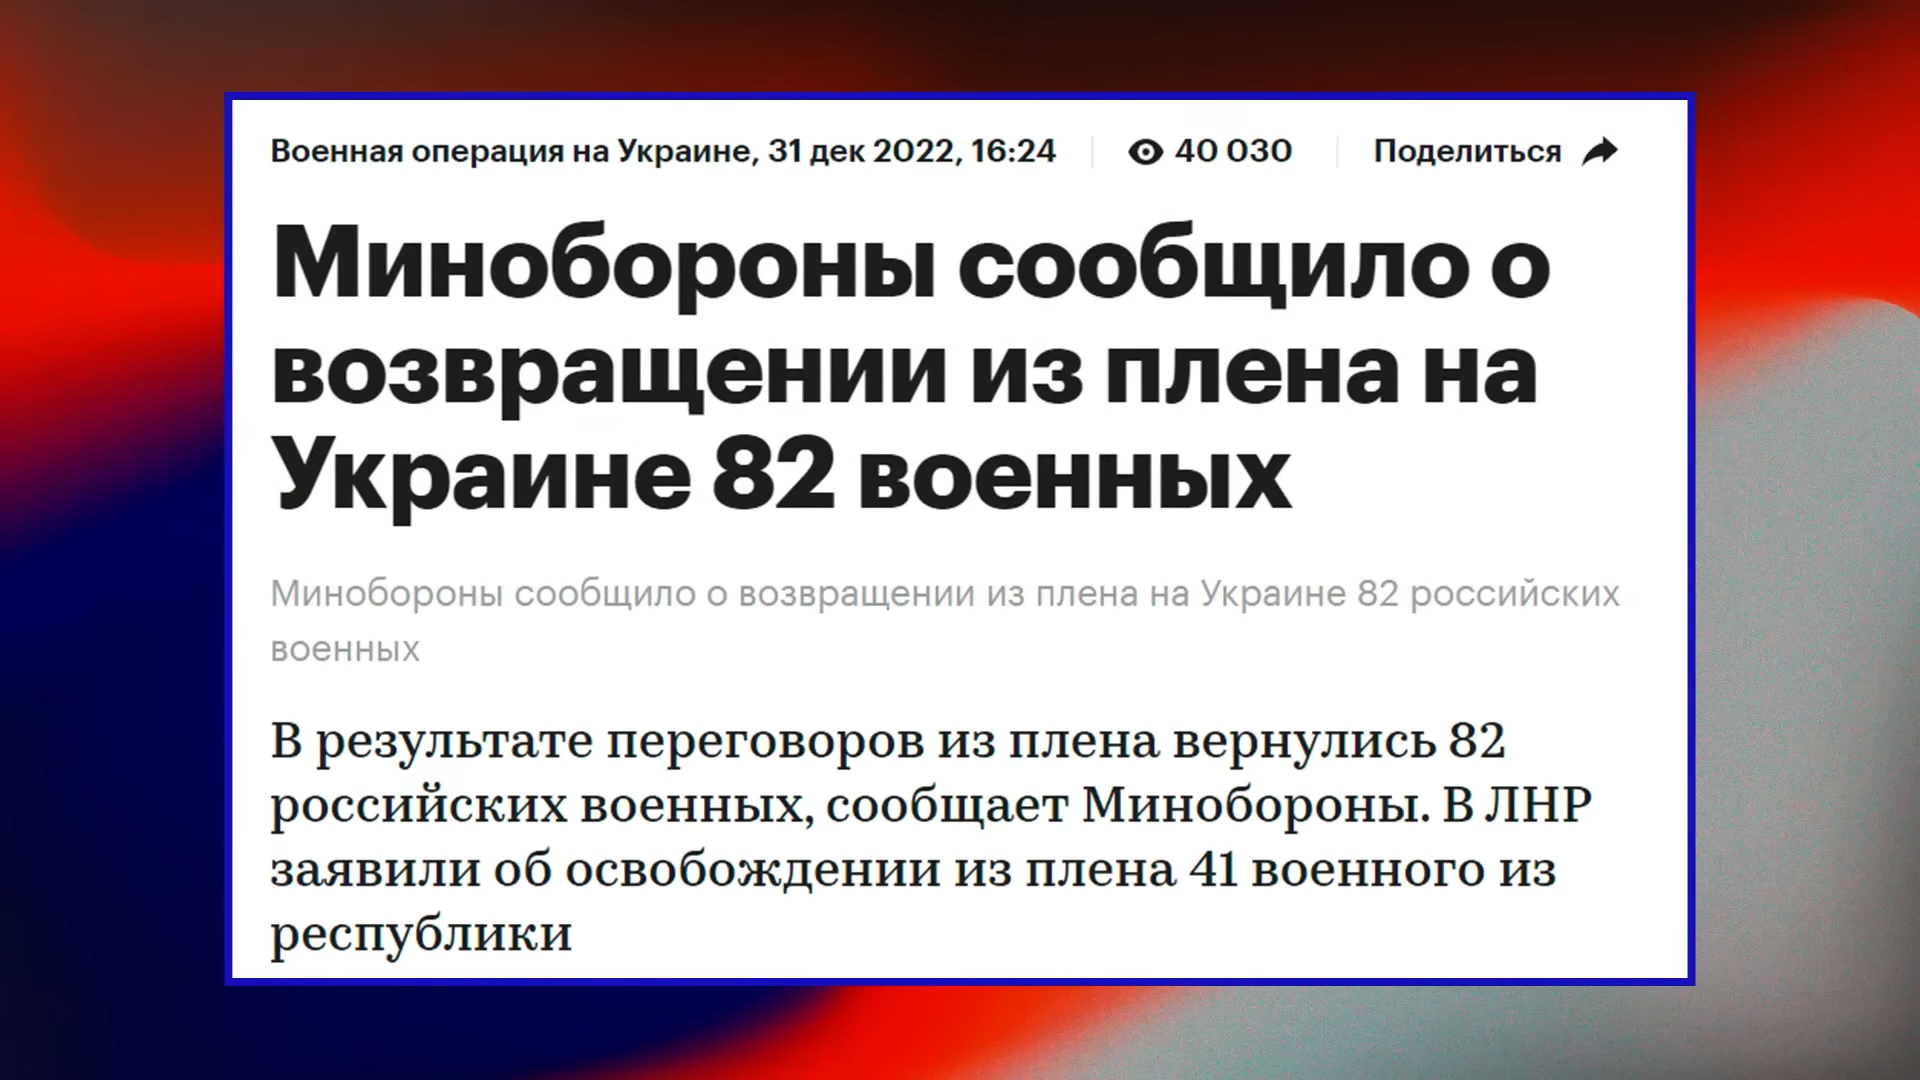 Военная операция на Украине, 31 дек 2022, 16:24 40 030 Поделиться
Минобороны сообщило о
возвращении из плена на
Украине 82 военных
Минобороны сообщило о возвращении из плена на Украине 82 российских
военных
В результате переговоров из плена вернулись 82
российских военных, сообщает Минобороны. В ЛНР
заявили об освобождении из плена 41 военного из
республики